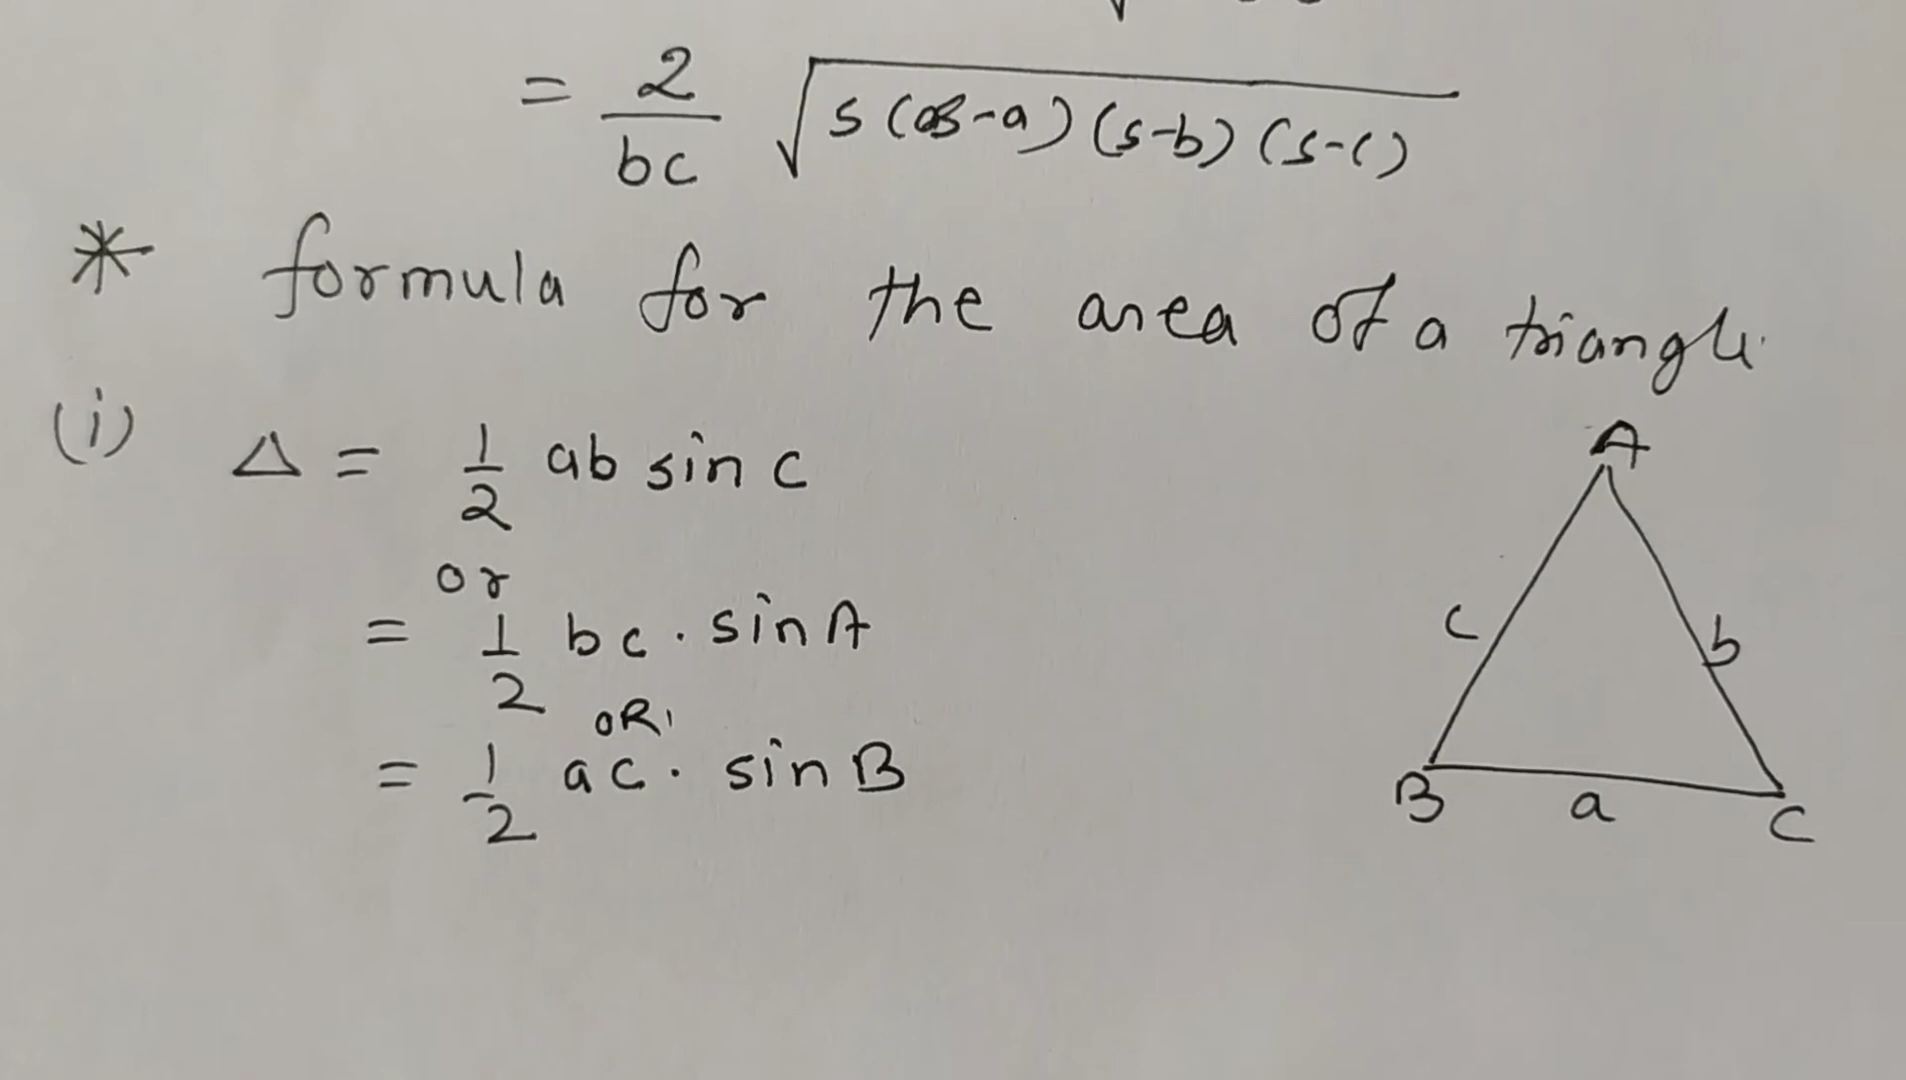 = 2/bc √s(s-a)(s-b)(s-c)
* formula for the area of a triangle.
(i) Δ = 1/2 ab sin c
or
= 1/2 bc . sin A
OR
= 1/2 ac . sin B
A
c
b
B
a
C